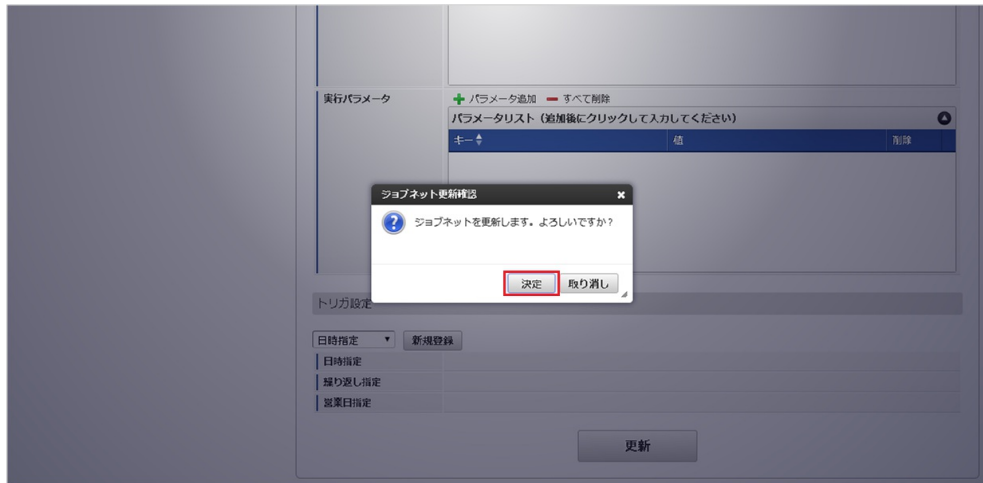 実行パラメータ
パラメータ追加 すべて削除
パラメータリスト（追加後にクリックして入力してください）
キー 値 削除
ジョブネット更新確認
ジョブネットを更新します。よろしいですか？
決定 取り消し
トリガ設定
日時指定 新規登録
日時指定
繰り返し指定
営業日指定
更新